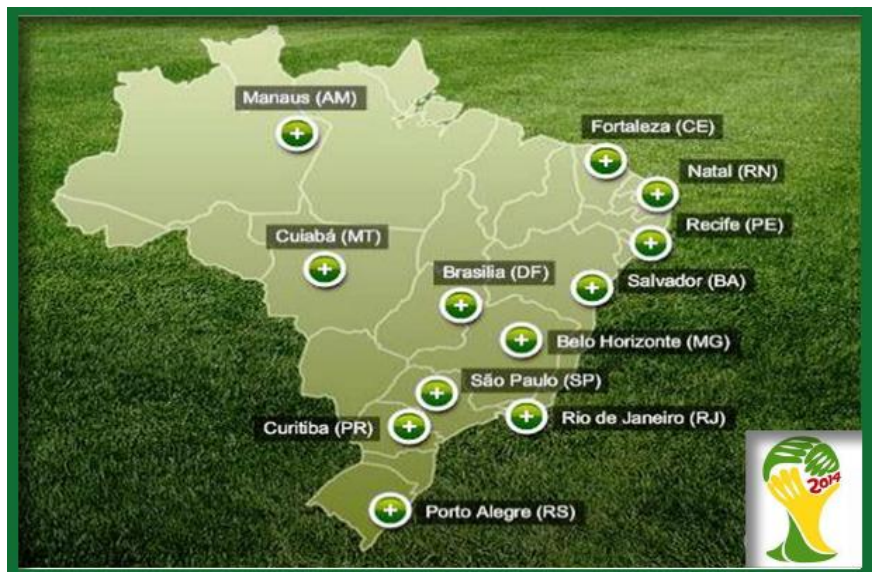 Manaus (AM)
Fortaleza (CE)
Natal (RN)
Recife (PE)
Cuiabá (MT)
Brasilia (DF)
Salvador (BA)
Belo Horizonte (MG)
São Paulo (SP)
Rio de Janeiro (RJ)
Curitiba (PR)
Porto Alegre (RS)
2014